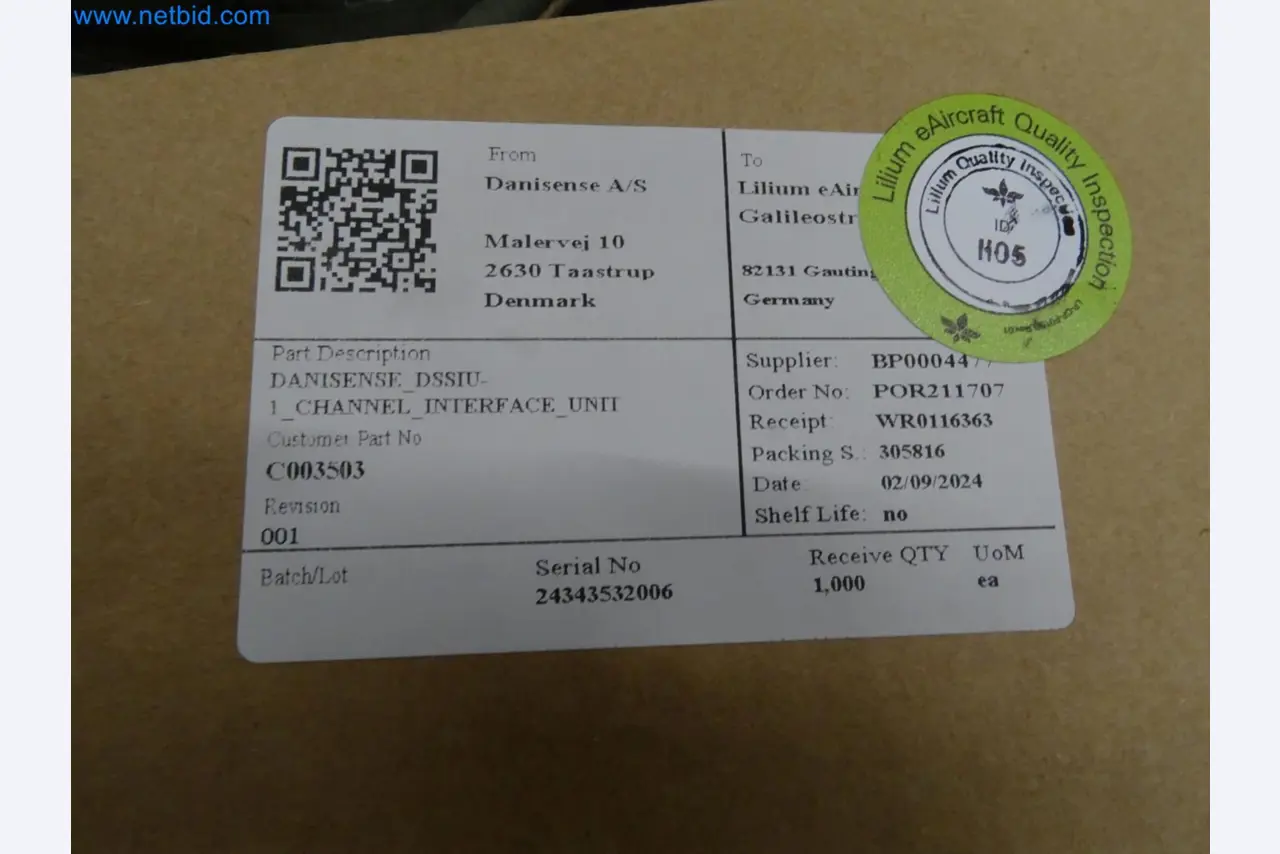 www.netbid.com
From
Danisense A/S
Malervej 10
2630 Taastrup
Denmark
To
Lilium eAir
Galileostr
82131 Gauting
Germany
Lilium eAircraft Quality Inspection
Lilium Quality Inspec
ID
H05
Part Description
DANISENSE_DSSIU-
1_CHANNEL_INTERFACE_UNIT
Customer Part No
C003503
Revision
001
Supplier: BP0004477
Order No: POR211707
Receipt: WR0116363
Packing S.: 305816
Date: 02/09/2024
Shelf Life: no
Batch/Lot
Serial No
24343532006
Receive QTY UoM
1,000 ea